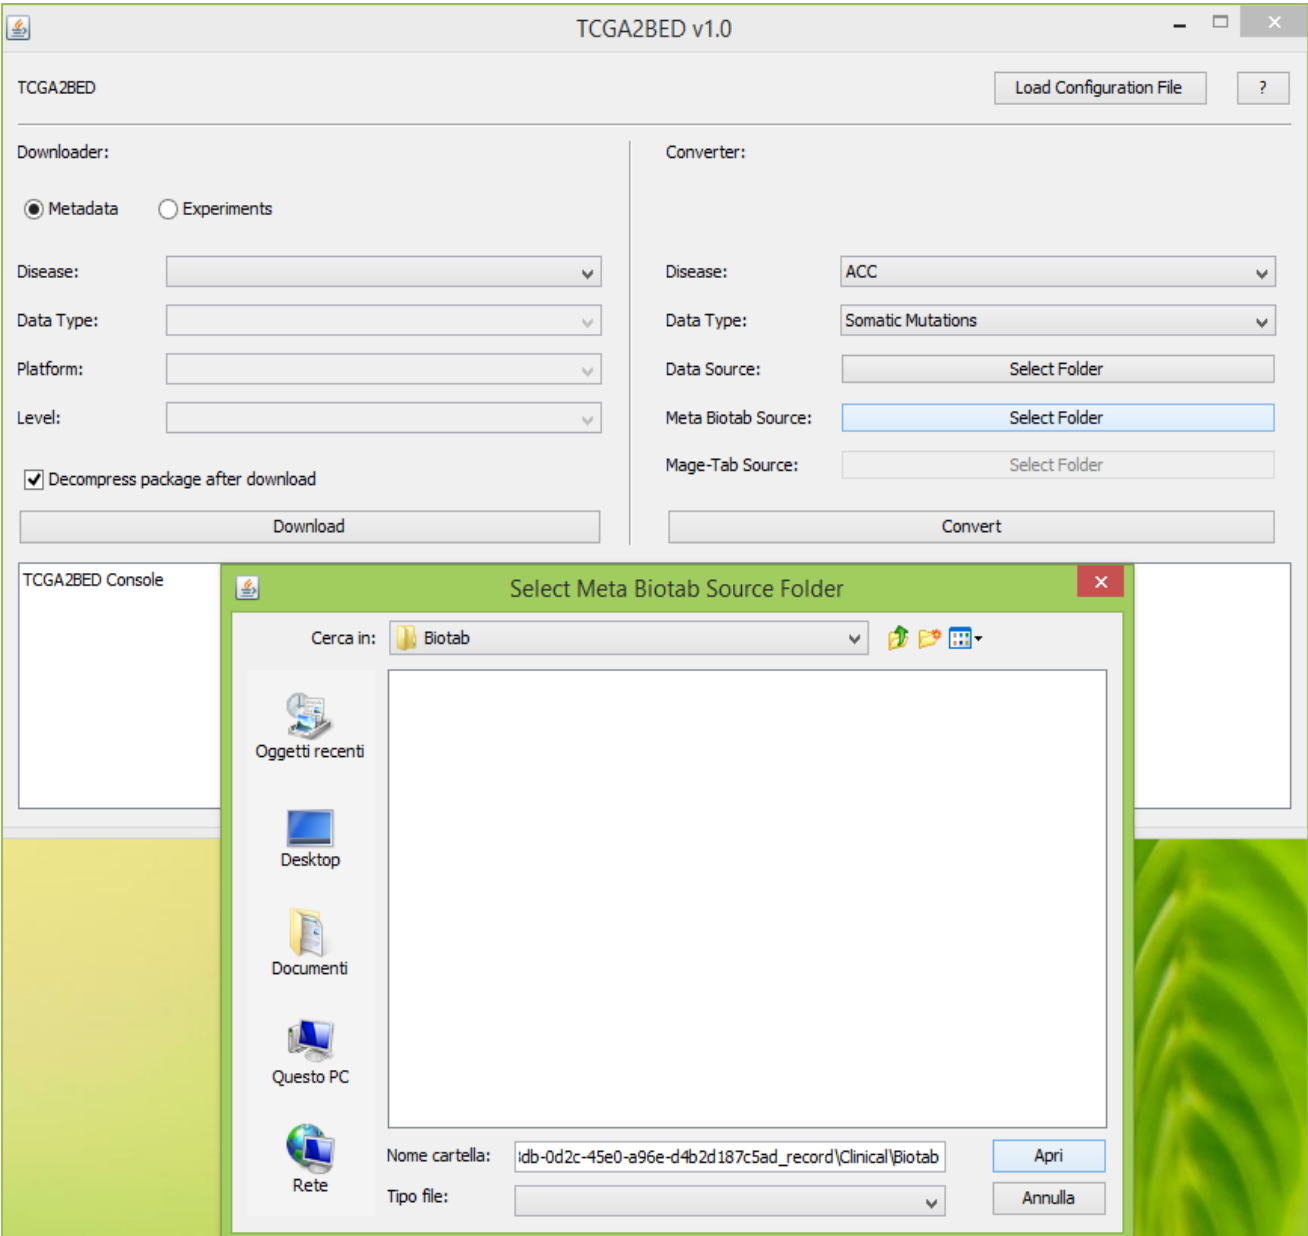 TCGA2BED v1.0
TCGA2BED
Load Configuration File
?
Downloader:
Metadata
Experiments
Disease:
Data Type:
Platform:
Level:
Decompress package after download
Download
Converter:
Disease:
ACC
Data Type:
Somatic Mutations
Data Source:
Select Folder
Meta Biotab Source:
Select Folder
Mage-Tab Source:
Select Folder
Convert
TCGA2BED Console
Select Meta Biotab Source Folder
Cerca in:
Biotab
Oggetti recenti
Desktop
Documenti
Questo PC
Rete
Nome cartella:
db-0d2c-45e0-a96e-d4b2d187c5ad_record\Clinical\Biotab
Apri
Tipo file:
Annulla